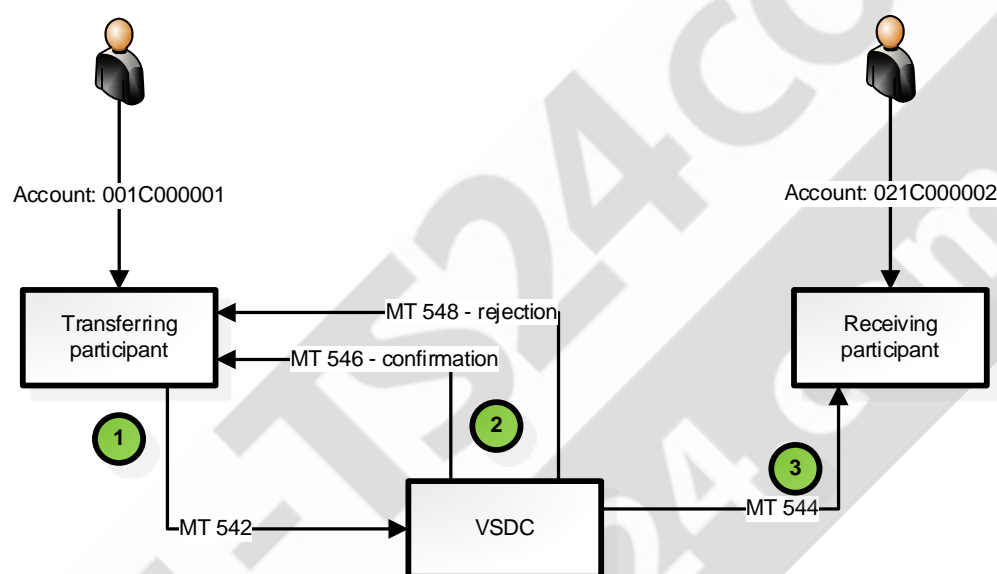 Account: 001C000001
Account: 021C000002
Transferring
participant
MT 548 - rejection
MT 546 - confirmation
Receiving
participant
1
2
3
MT 542
VSDC
MT 544